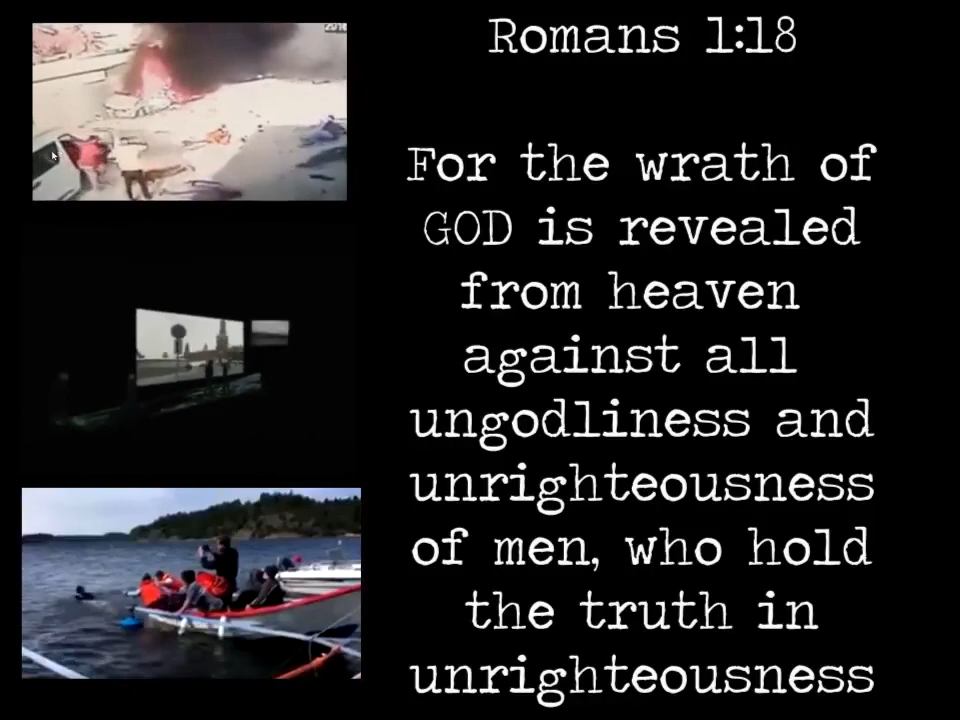 Romans 1:18
For the wrath of
GOD is revealed
from heaven
against all
ungodliness and
unrighteousness
of men, who hold
the truth in
unrighteousness